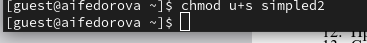 [guest@aifedorova ~]$ chmod u+s simpled2
[guest@aifedorova ~]$